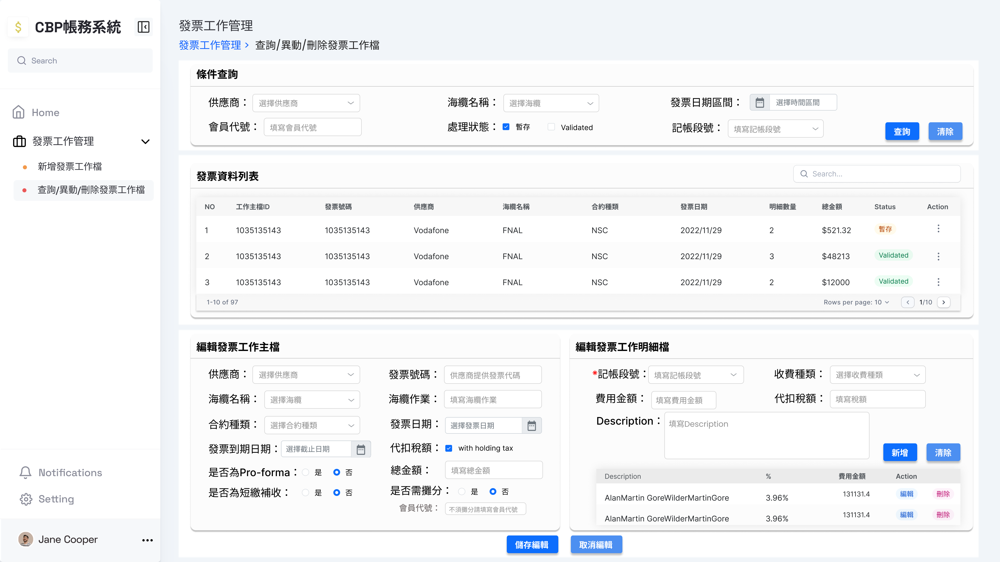 $ CBP帳務系統
Search
Home
發票工作管理
新增發票工作檔
查詢/異動/刪除發票工作檔
Notifications
Setting
Jane Cooper
發票工作管理
發票工作管理 › 查詢/異動/刪除發票工作檔
條件查詢
供應商： 選擇供應商 海纜名稱： 選擇海纜 發票日期區間： 選擇時間區間
會員代號： 填寫會員代號 處理狀態： 暫存 Validated 記帳段號： 填寫記帳段號 查詢 清除
發票資料列表 Search...
NO 工作主檔ID 發票號碼 供應商 海纜名稱 合約種類 發票日期 明細數量 總金額 Status Action
1 1035135143 1035135143 Vodafone FNAL NSC 2022/11/29 2 $521.32 暫存
2 1035135143 1035135143 Vodafone FNAL NSC 2022/11/29 3 $48213 Validated
3 1035135143 1035135143 Vodafone FNAL NSC 2022/11/29 2 $12000 Validated
1-10 of 97 Rows per page: 10 1/10
編輯發票工作主檔
供應商： 選擇供應商 發票號碼： 供應商提供發票代碼
海纜名稱： 選擇海纜 海纜作業： 填寫海纜作業
合約種類： 選擇合約種類 發票日期： 選擇發票日期
發票到期日期： 選擇截止日期 代扣稅額： with holding tax
是否為Pro-forma： 是 否 總金額： 填寫總金額
是否為短繳補收： 是 否 是否需攤分： 是 否
會員代號： 不須攤分請填寫會員代號
編輯發票工作明細檔
*記帳段號： 填寫記帳段號 收費種類： 選擇收費種類
費用金額： 填寫費用金額 代扣稅額： 填寫稅額
Description： 填寫Description
新增 清除
Description % 費用金額 Action
AlanMartin GoreWilderMartinGore 3.96% 131131.4 編輯 刪除
AlanMartin GoreWilderMartinGore 3.96% 131131.4 編輯 刪除
儲存編輯 取消編輯